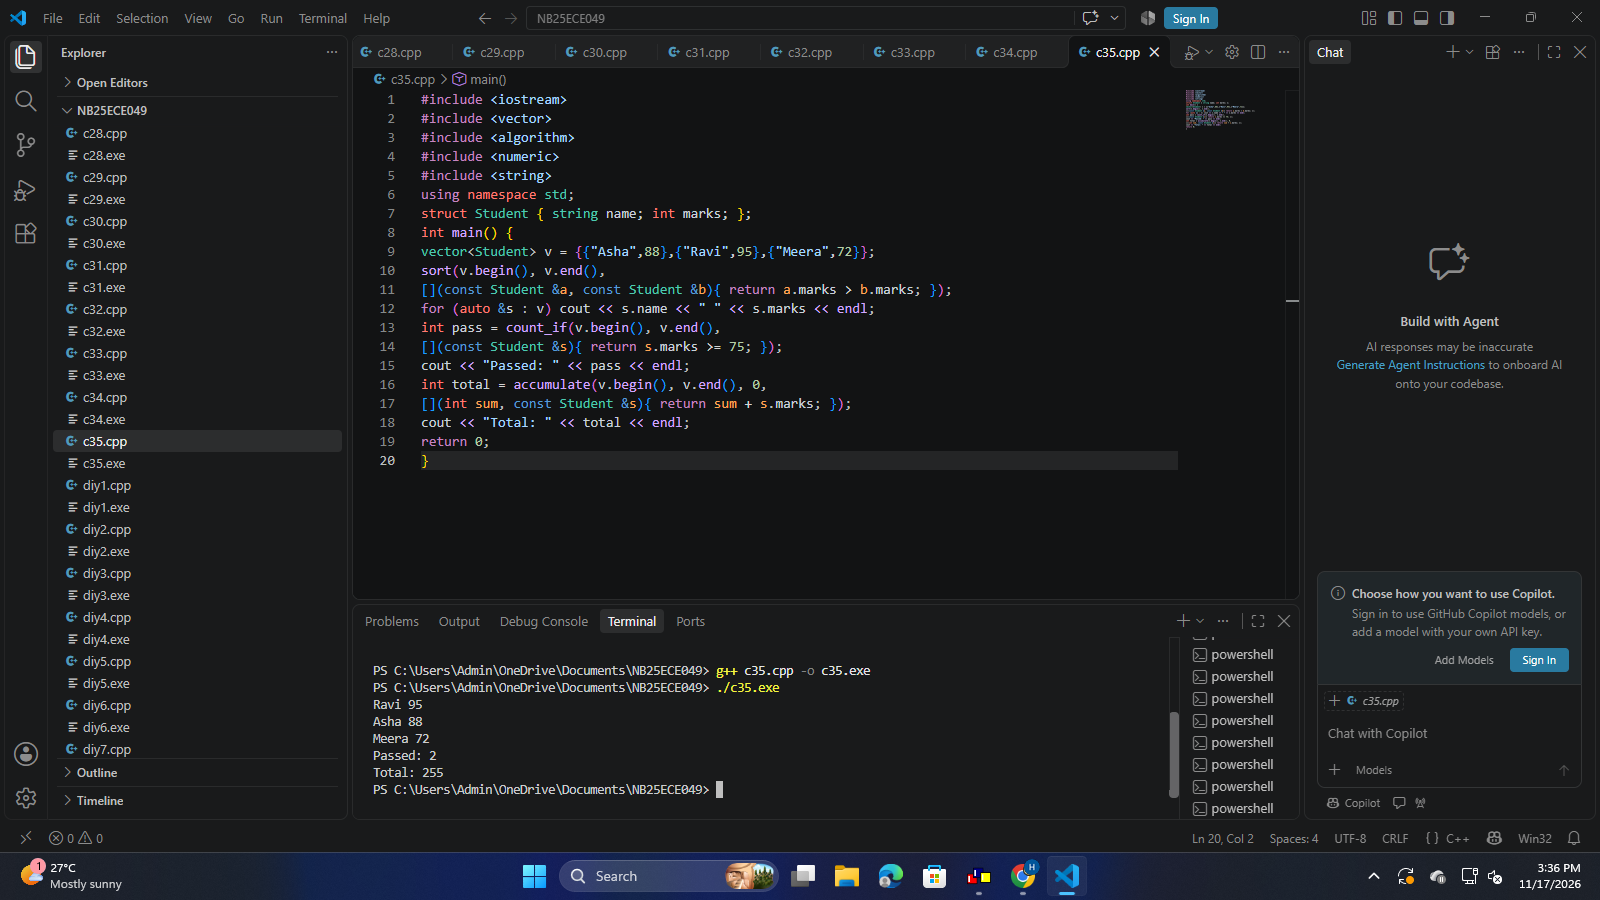 File Edit Selection View Go Run Terminal Help
NB25ECE049
Sign In
Explorer
Open Editors
NB25ECE049
c28.cpp
c28.exe
c29.cpp
c29.exe
c30.cpp
c30.exe
c31.cpp
c31.exe
c32.cpp
c32.exe
c33.cpp
c33.exe
c34.cpp
c34.exe
c35.cpp
c35.exe
diy1.cpp
diy1.exe
diy2.cpp
diy2.exe
diy3.cpp
diy3.exe
diy4.cpp
diy4.exe
diy5.cpp
diy5.exe
diy6.cpp
diy6.exe
diy7.cpp
Outline
Timeline
c28.cpp c29.cpp c30.cpp c31.cpp c32.cpp c33.cpp c34.cpp c35.cpp
c35.cpp > main()
1 #include <iostream>
2 #include <vector>
3 #include <algorithm>
4 #include <numeric>
5 #include <string>
6 using namespace std;
7 struct Student { string name; int marks; };
8 int main() {
9 vector<Student> v = {{"Asha",88},{"Ravi",95},{"Meera",72}};
10 sort(v.begin(), v.end(),
11 [](const Student &a, const Student &b){ return a.marks > b.marks; });
12 for (auto &s : v) cout << s.name << " " << s.marks << endl;
13 int pass = count_if(v.begin(), v.end(),
14 [](const Student &s){ return s.marks >= 75; });
15 cout << "Passed: " << pass << endl;
16 int total = accumulate(v.begin(), v.end(), 0,
17 [](int sum, const Student &s){ return sum + s.marks; });
18 cout << "Total: " << total << endl;
19 return 0;
20 }
Problems Output Debug Console Terminal Ports
PS C:\Users\Admin\OneDrive\Documents\NB25ECE049> g++ c35.cpp -o c35.exe
PS C:\Users\Admin\OneDrive\Documents\NB25ECE049> ./c35.exe
Ravi 95
Asha 88
Meera 72
Passed: 2
Total: 255
PS C:\Users\Admin\OneDrive\Documents\NB25ECE049>
powershell
powershell
powershell
powershell
powershell
powershell
powershell
powershell
Chat
Build with Agent
AI responses may be inaccurate
Generate Agent Instructions to onboard AI
onto your codebase.
Choose how you want to use Copilot.
Sign in to use GitHub Copilot models, or
add a model with your own API key.
Add Models Sign In
c35.cpp
Chat with Copilot
Models
Copilot
0 0
Ln 20, Col 2 Spaces: 4 UTF-8 CRLF {} C++ Win32
1
27°C
Mostly sunny
Search
H
3:36 PM
11/17/2026